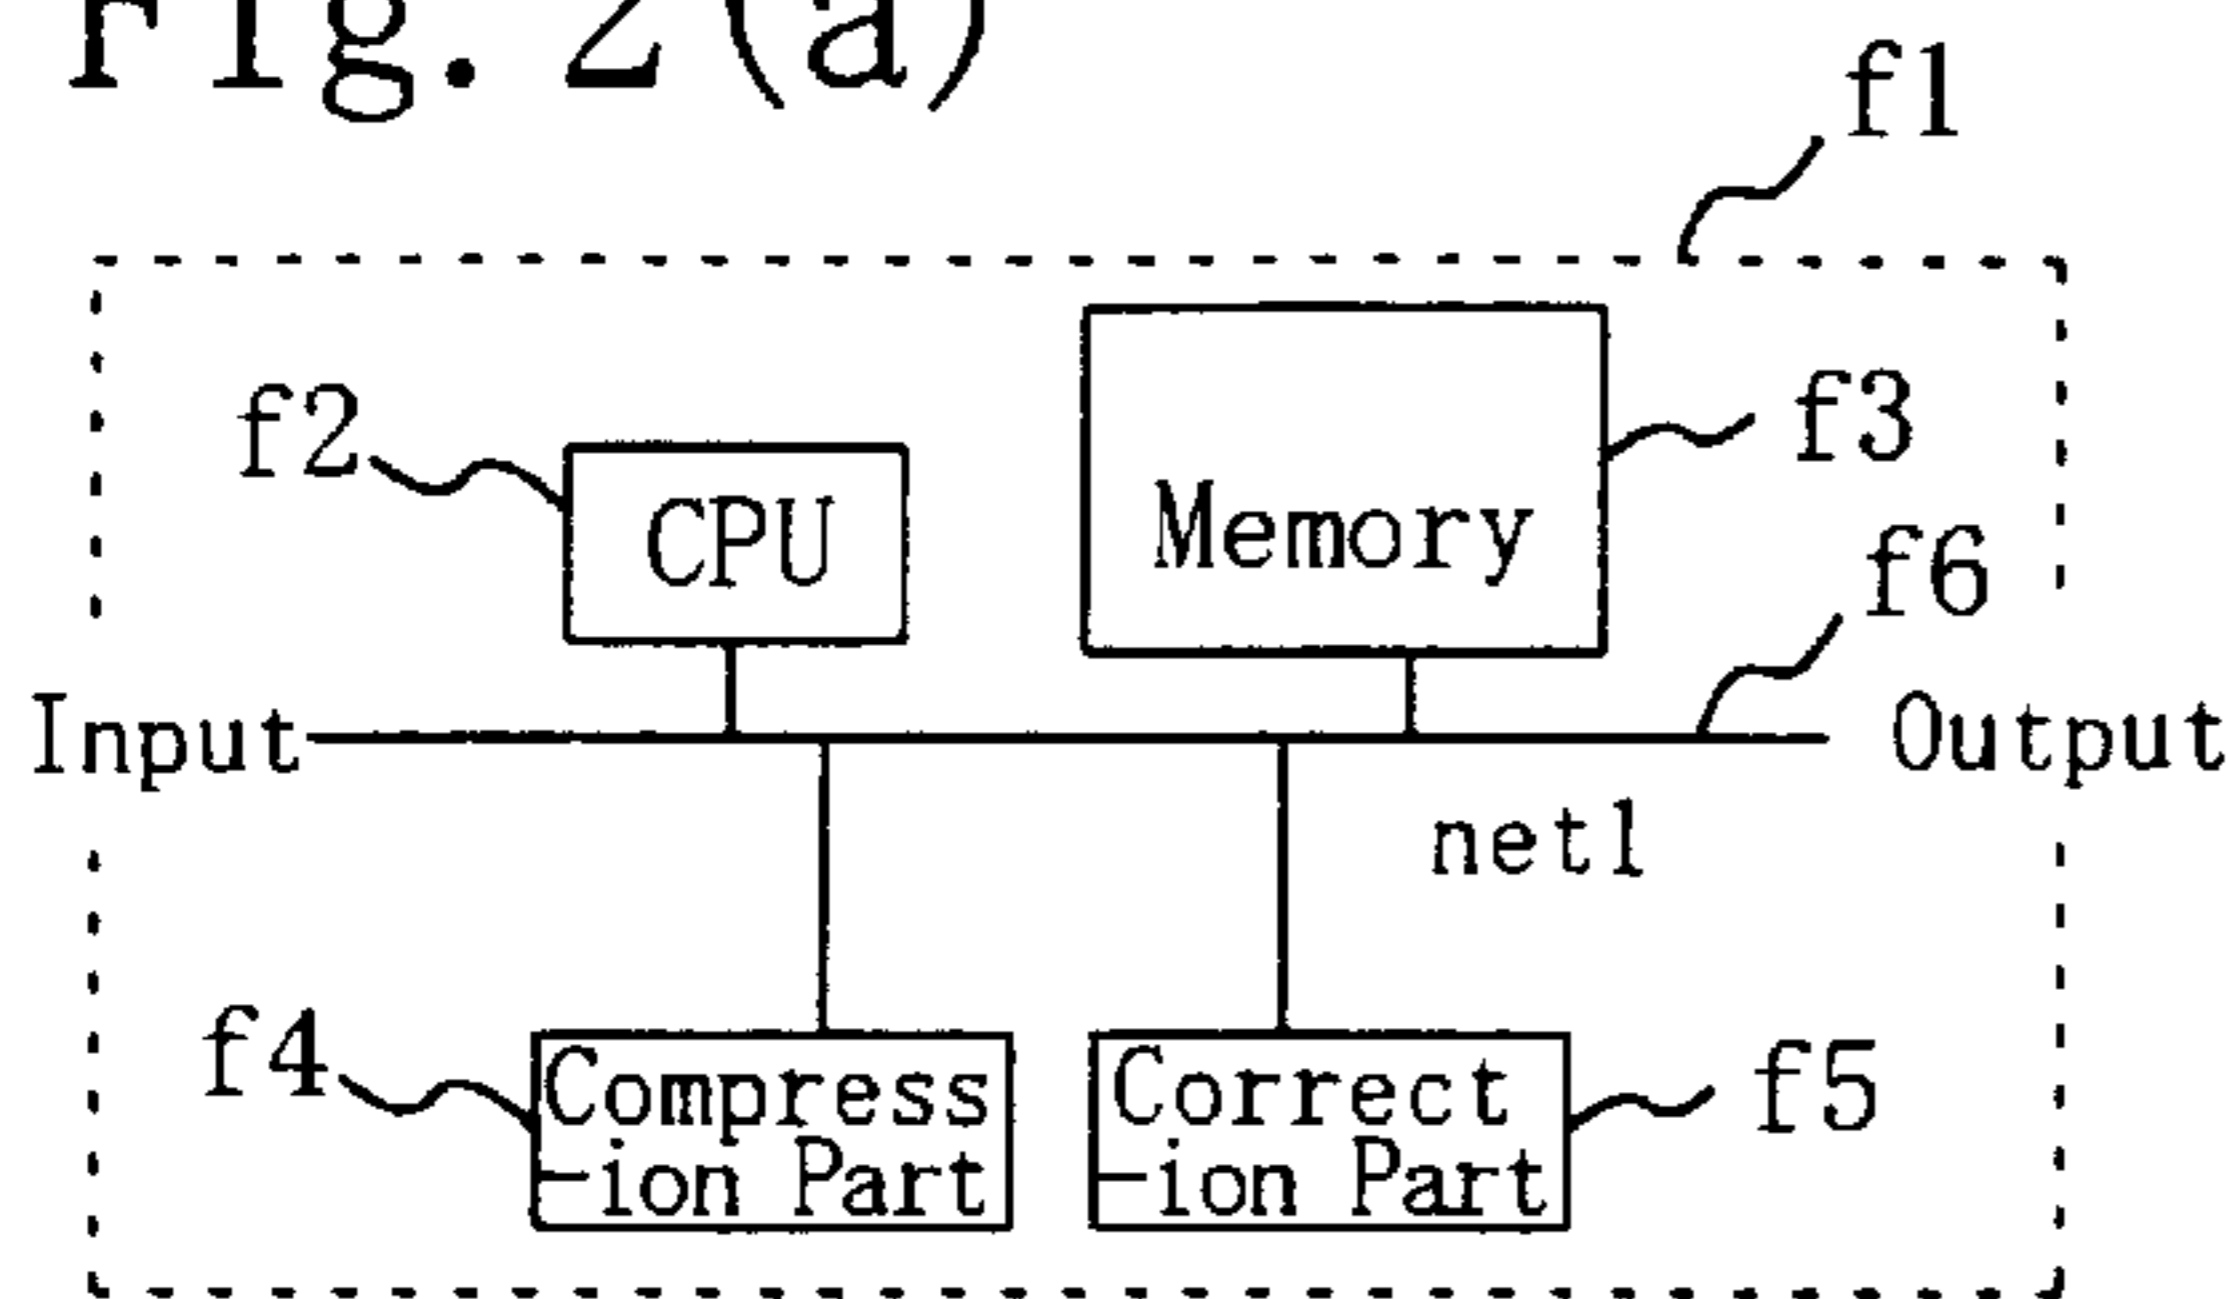 Fig. 2 (a)
f1
f2
f3
CPU
Memory
f6
Input
Output
net1
f4
Compress
-ion Part
Correct
-ion Part
f5